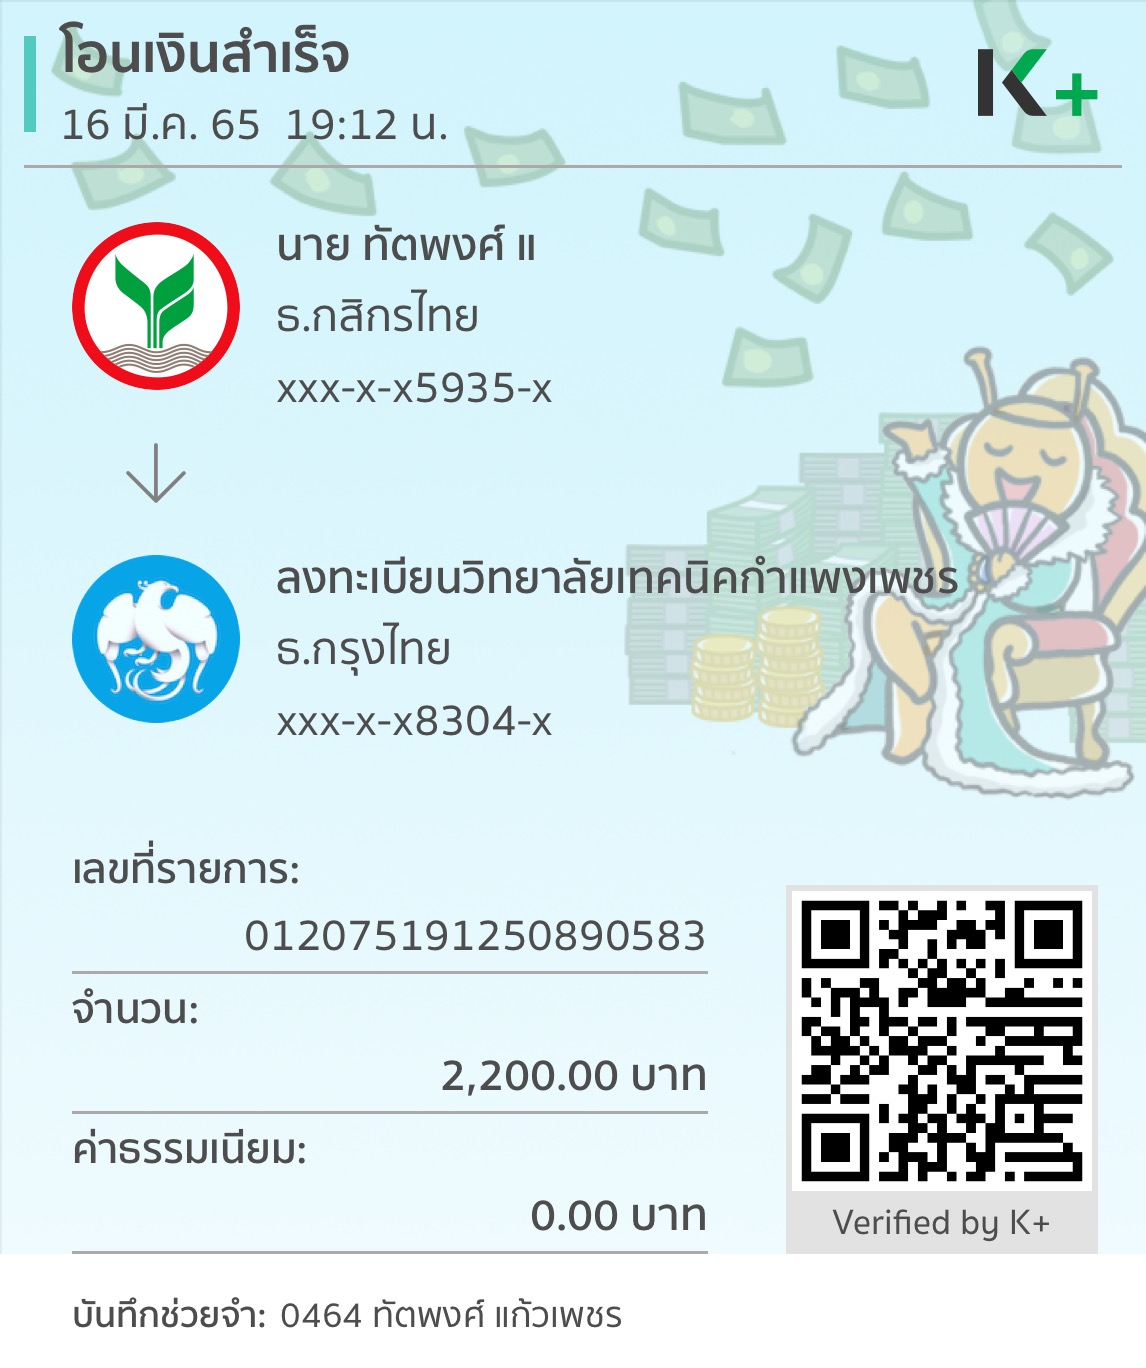 โอนเงินสำเร็จ
16 มี.ค. 65  19:12 น.
K+
นาย ทัตพงศ์ แ
ธ.กสิกรไทย
xxx-x-x5935-x
ลงทะเบียนวิทยาลัยเทคนิคกำแพงเพชร
ธ.กรุงไทย
xxx-x-x8304-x
เลขที่รายการ:
012075191250890583
จำนวน:
2,200.00 บาท
ค่าธรรมเนียม:
0.00 บาท
Verified by K+
บันทึกช่วยจำ: 0464 ทัตพงศ์ แก้วเพชร